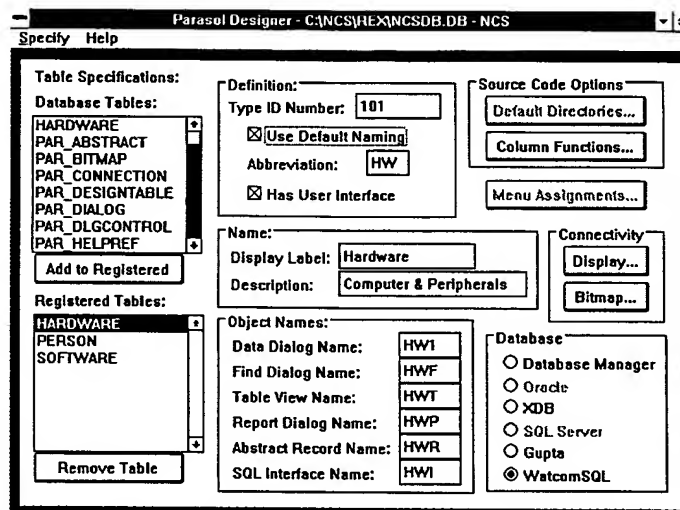 Parasol Designer - C:\NCS\REX\NCSDB.DB - NCS
Specify Help
Table Specifications:
Database Tables:
HARDWARE
PAR_ABSTRACT
PAR_BITMAP
PAR_CONNECTION
PAR_DESIGNTABLE
PAR_DIALOG
PAR_DLGCONTROL
PAR_HELPREF
Add to Registered
Registered Tables:
HARDWARE
PERSON
SOFTWARE
Remove Table
Definition:
Type ID Number: 101
Use Default Naming
Abbreviation: HW
Has User Interface
Name:
Display Label: Hardware
Description: Computer & Peripherals
Object Names:
Data Dialog Name: HW1
Find Dialog Name: HWF
Table View Name: HWT
Report Dialog Name: HWP
Abstract Record Name: HWR
SQL Interface Name: HWI
Source Code Options
Default Directories...
Column Functions...
Menu Assignments...
Connectivity
Display...
Bitmap...
Database
Database Manager
Oracle
XDB
SQL Server
Gupta
WatcomSQL